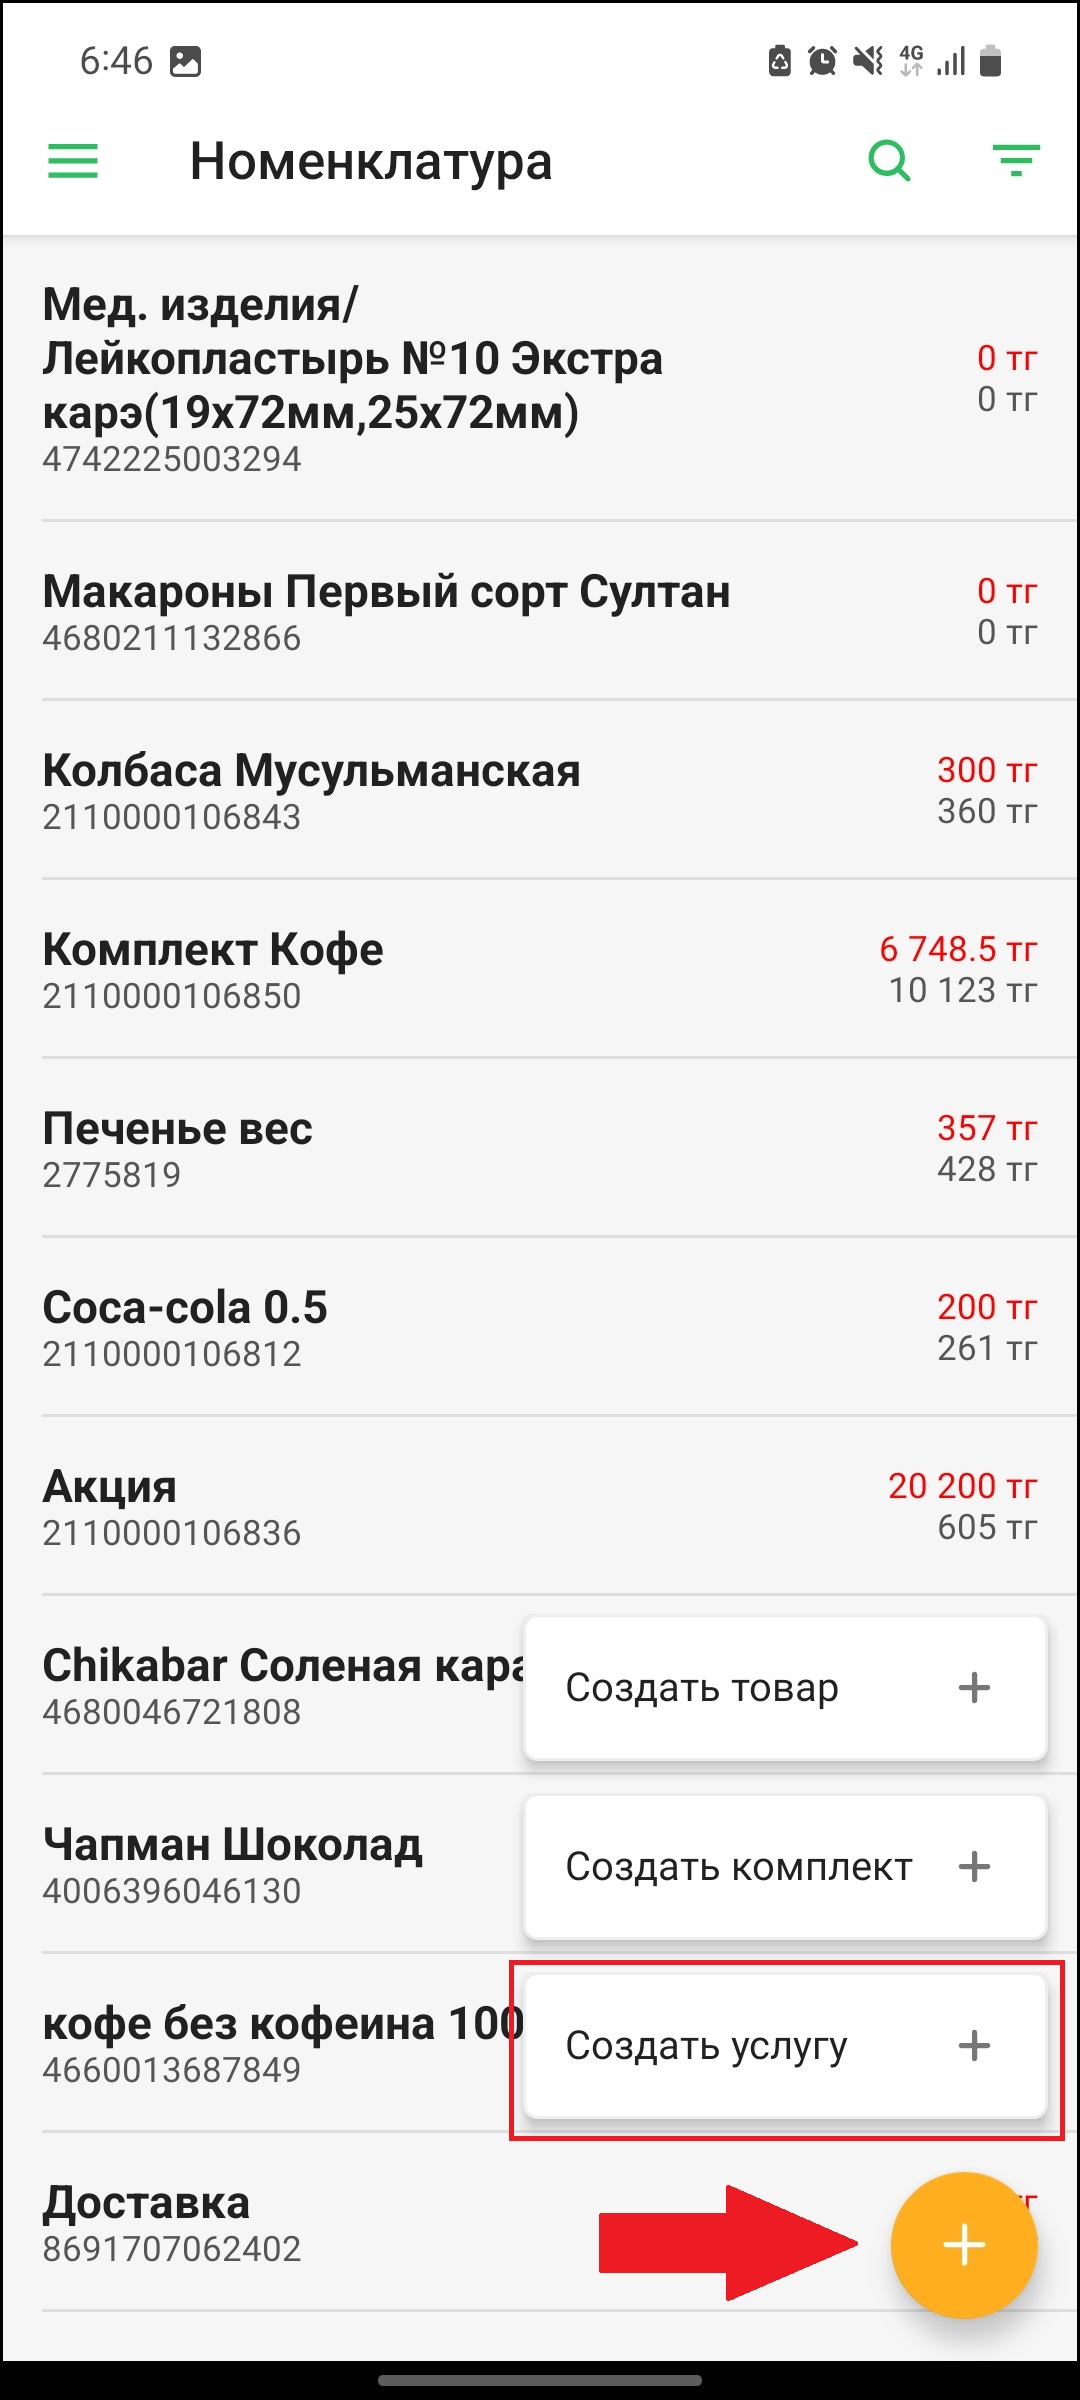 6:46
4G
Номенклатура
Мед. изделия/
Лейкопластырь №10 Экстра
карэ(19х72мм,25х72мм)
4742225003294
0 тг
0 тг
Макароны Первый сорт Султан
4680211132866
0 тг
0 тг
Колбаса Мусульманская
2110000106843
300 тг
360 тг
Комплект Кофе
2110000106850
6 748.5 тг
10 123 тг
Печенье вес
2775819
357 тг
428 тг
Coca-cola 0.5
2110000106812
200 тг
261 тг
Акция
2110000106836
20 200 тг
605 тг
Chikabar Соленая кара
4680046721808
Создать товар
Чапман Шоколад
4006396046130
Создать комплект
кофе без кофеина 100
4660013687849
Создать услугу
Доставка
8691707062402